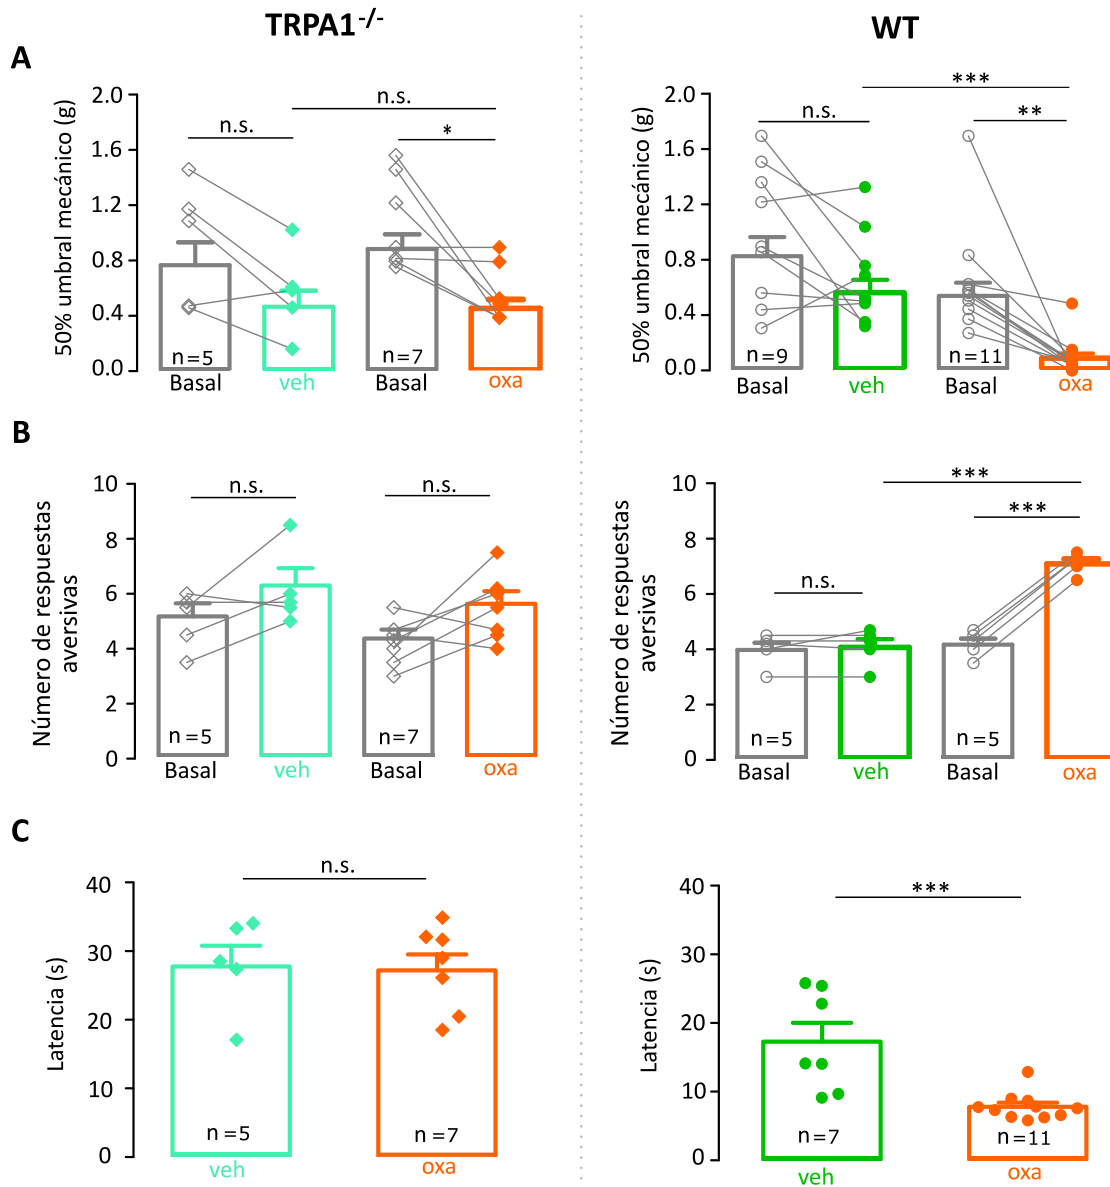 TRPA1-/-
WT
A
50% umbral mecánico (g)
2.0
1.6
1.2
0.8
0.4
0.0
n.s.
n.s.
*
n=5
n=7
Basal
veh
Basal
oxa
50% umbral mecánico (g)
2.0
1.6
1.2
0.8
0.4
0.0
***
n.s.
**
n=9
n=11
Basal
veh
Basal
oxa
B
Número de respuestas
aversivas
10
8
6
4
2
0
n.s.
n.s.
n=5
n=7
Basal
veh
Basal
oxa
Número de respuestas
aversivas
10
8
6
4
2
0
***
***
n.s.
n=5
n=5
Basal
veh
Basal
oxa
C
Latencia (s)
40
30
20
10
0
n.s.
n=5
n=7
veh
oxa
Latencia (s)
40
30
20
10
0
***
n=7
n=11
veh
oxa